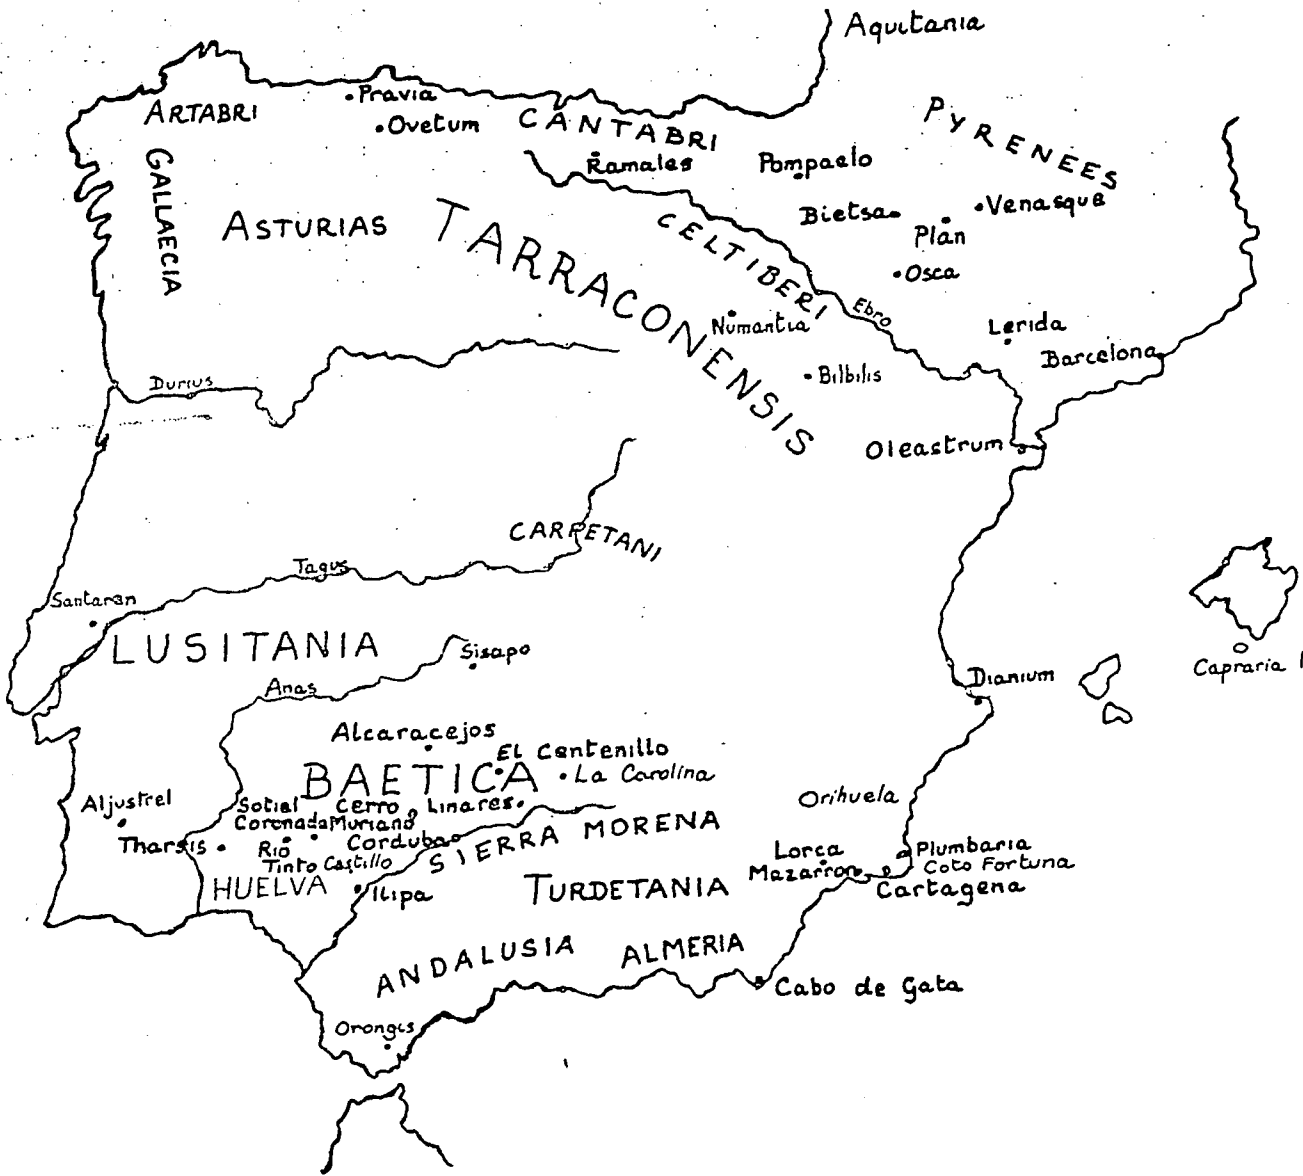 Aquitania
PYRENEES
ARTABRI
Pravia
Ovetum
CANTABRI
Ramales
Pompaelo
GALLAECIA
ASTURIAS
TARRACONENSIS
CELTIBERI
Bietsa
Plan
Venasque
Osca
Ebro
Numantia
Lerida
Barcelona
Bilbilis
Durius
Oleastrum
CARPETANI
Tagus
Santaren
LUSITANIA
Sisapo
Anas
Dianium
Capraria I
Alcaracejos
El Centenillo
BAETICA
La Carolina
Aljustrel
Sotiel
Coronada
Cerro
Muriano
Linares
Orihuela
Tharsis
Rio
Tinto
Castillo
Corduba
SIERRA MORENA
Lorca
Plumbaria
Mazarron
Coto Fortuna
Cartagena
HUELVA
Ilipa
TURDETANIA
ANDALUSIA
ALMERIA
Cabo de Gata
Orongis